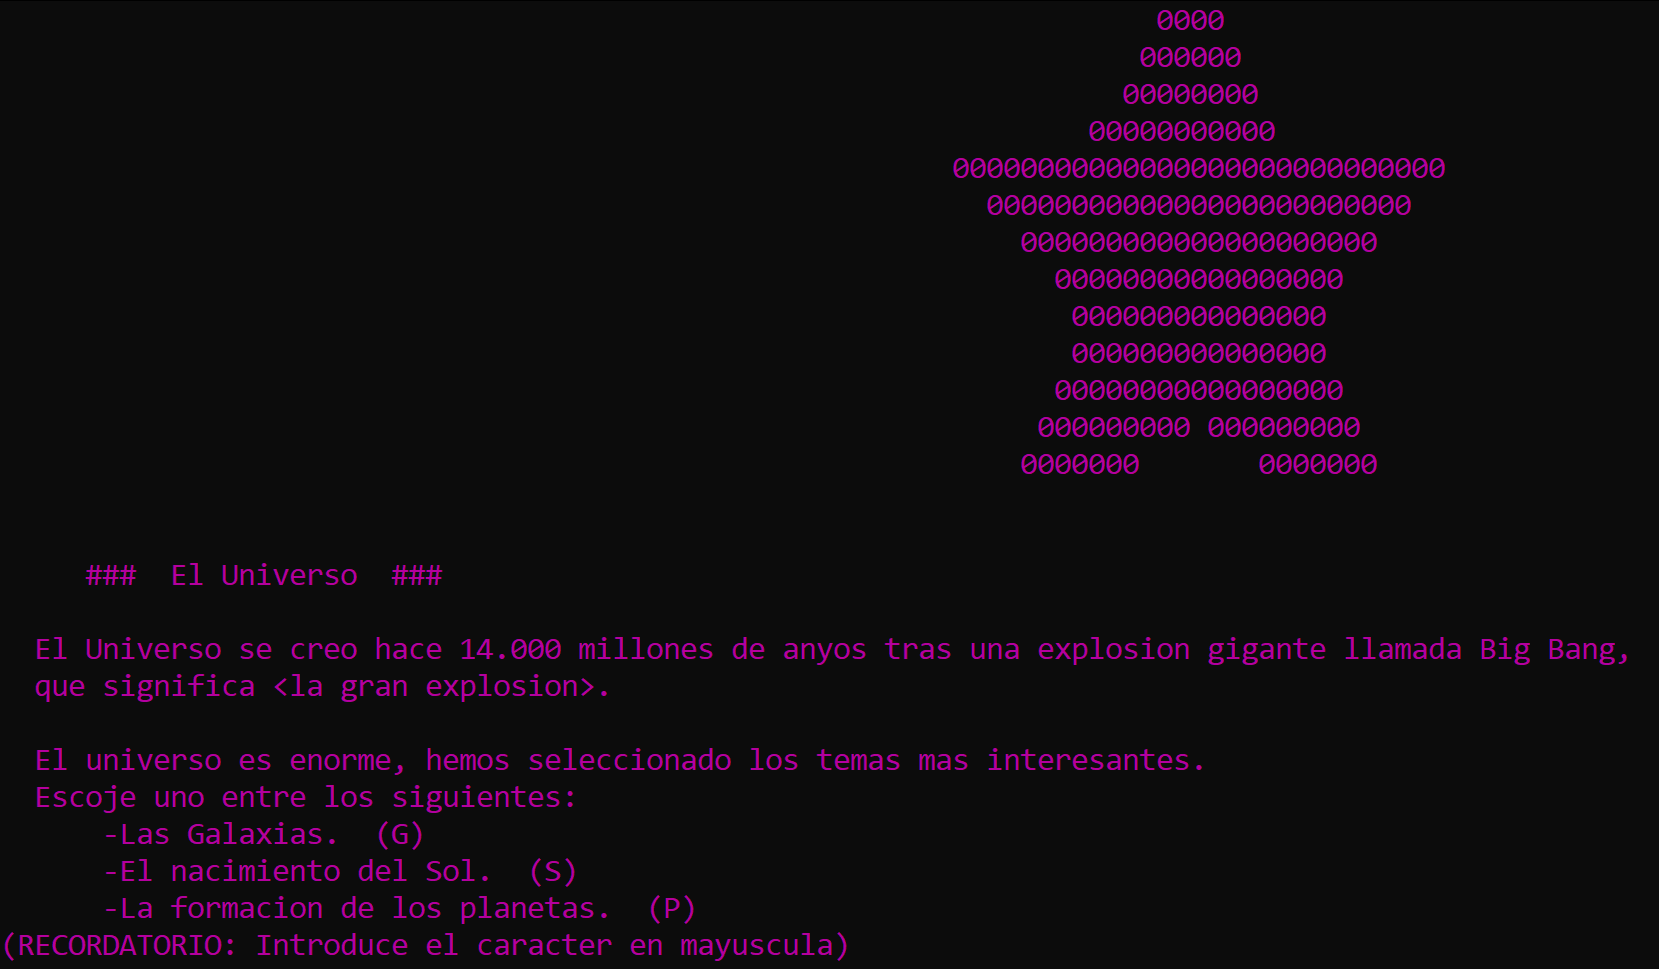 0000
000000
00000000
00000000000
00000000000000000000000000000
0000000000000000000000000
000000000000000000000
00000000000000000
000000000000000
000000000000000
00000000000000000
000000000 000000000
0000000       0000000
###  El Universo  ###
El Universo se creo hace 14.000 millones de anyos tras una explosion gigante llamada Big Bang,
que significa <la gran explosion>.
El universo es enorme, hemos seleccionado los temas mas interesantes.
Escoje uno entre los siguientes:
-Las Galaxias.  (G)
-El nacimiento del Sol.  (S)
-La formacion de los planetas.  (P)
(RECORDATORIO: Introduce el caracter en mayuscula)